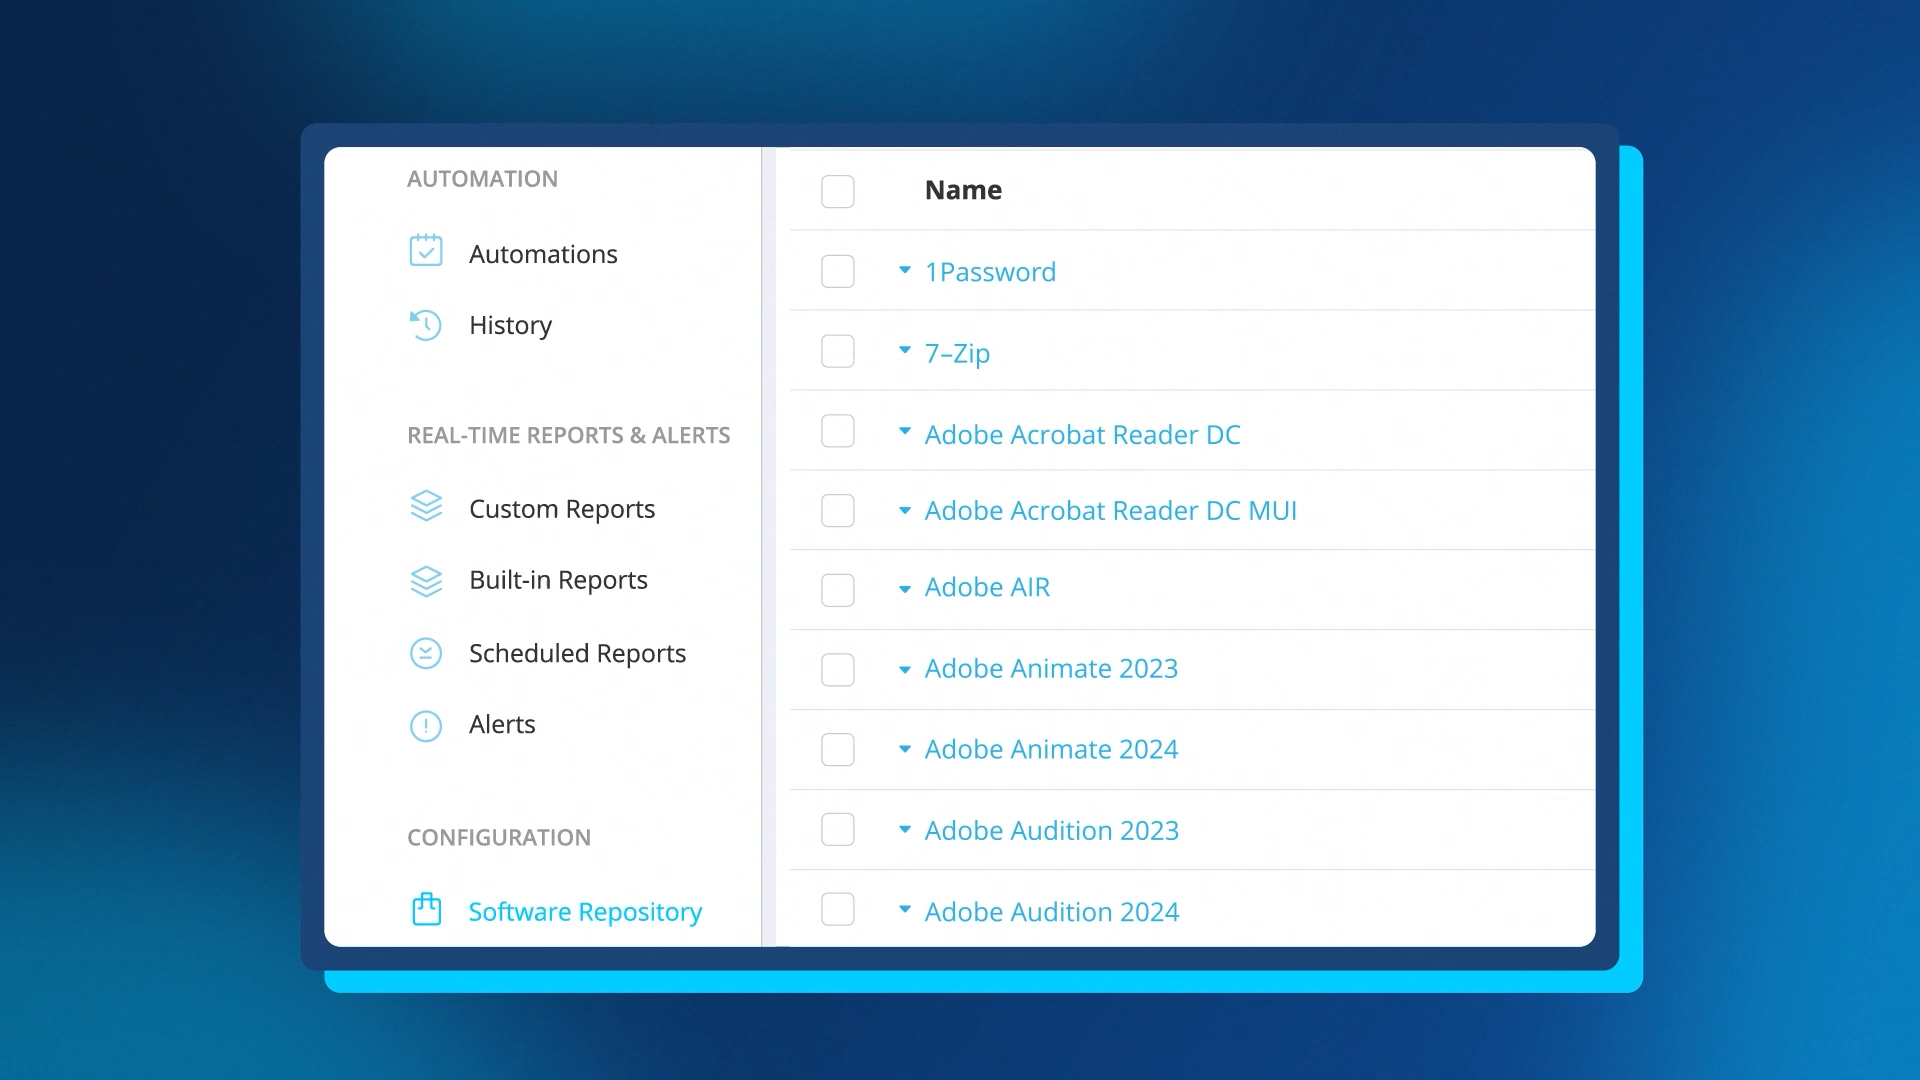 AUTOMATION
Automations
History
REAL-TIME REPORTS & ALERTS
Custom Reports
Built-in Reports
Scheduled Reports
Alerts
CONFIGURATION
Software Repository
Name
1Password
7–Zip
Adobe Acrobat Reader DC
Adobe Acrobat Reader DC MUI
Adobe AIR
Adobe Animate 2023
Adobe Animate 2024
Adobe Audition 2023
Adobe Audition 2024